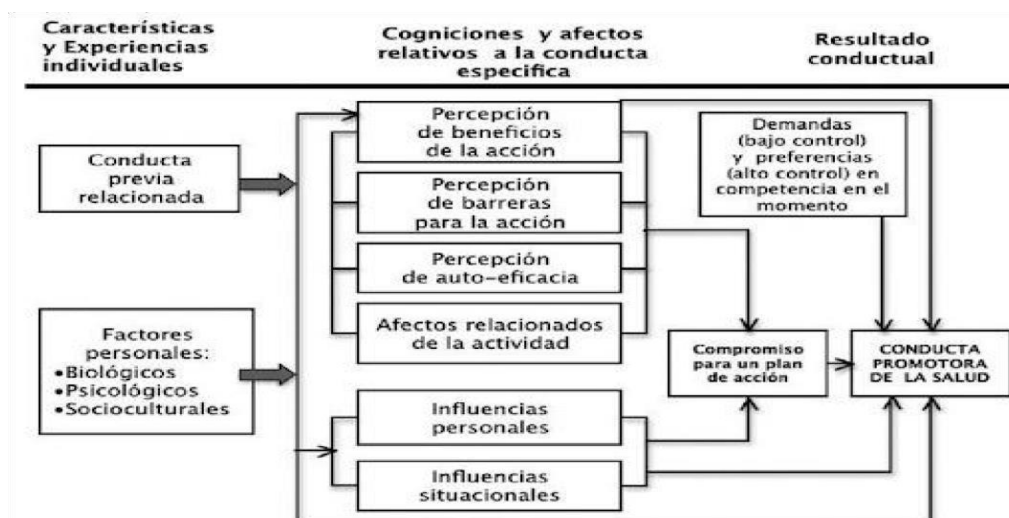 Características
y Experiencias
individuales
Cogniciones y afectos
relativos a la conducta
especifica
Resultado
conductual
Conducta
previa
relacionada
Factores
personales:
•Biológicos
•Psicológicos
•Socioculturales
Percepción
de beneficios
de la acción
Percepción
de barreras
para la acción
Percepción
de auto-eficacia
Afectos relacionados
de la actividad
Influencias
personales
Influencias
situacionales
Demandas
(bajo control)
y preferencias
(alto control) en
competencia en el
momento
Compromiso
para un plan
de acción
CONDUCTA
PROMOTORA
DE LA SALUD